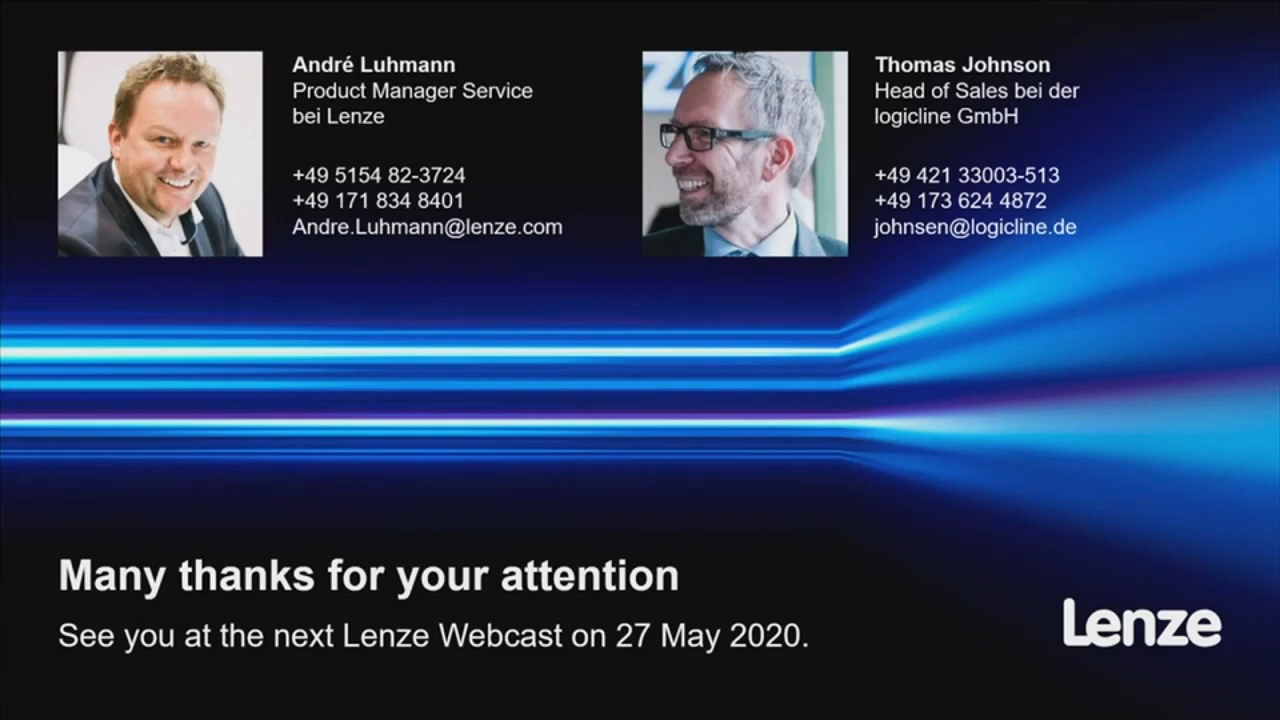 André Luhmann
Product Manager Service
bei Lenze
+49 5154 82-3724
+49 171 834 8401
Andre.Luhmann@lenze.com
Thomas Johnson
Head of Sales bei der
logicline GmbH
+49 421 33003-513
+49 173 624 4872
johnsen@logicline.de
Many thanks for your attention
See you at the next Lenze Webcast on 27 May 2020.
Lenze